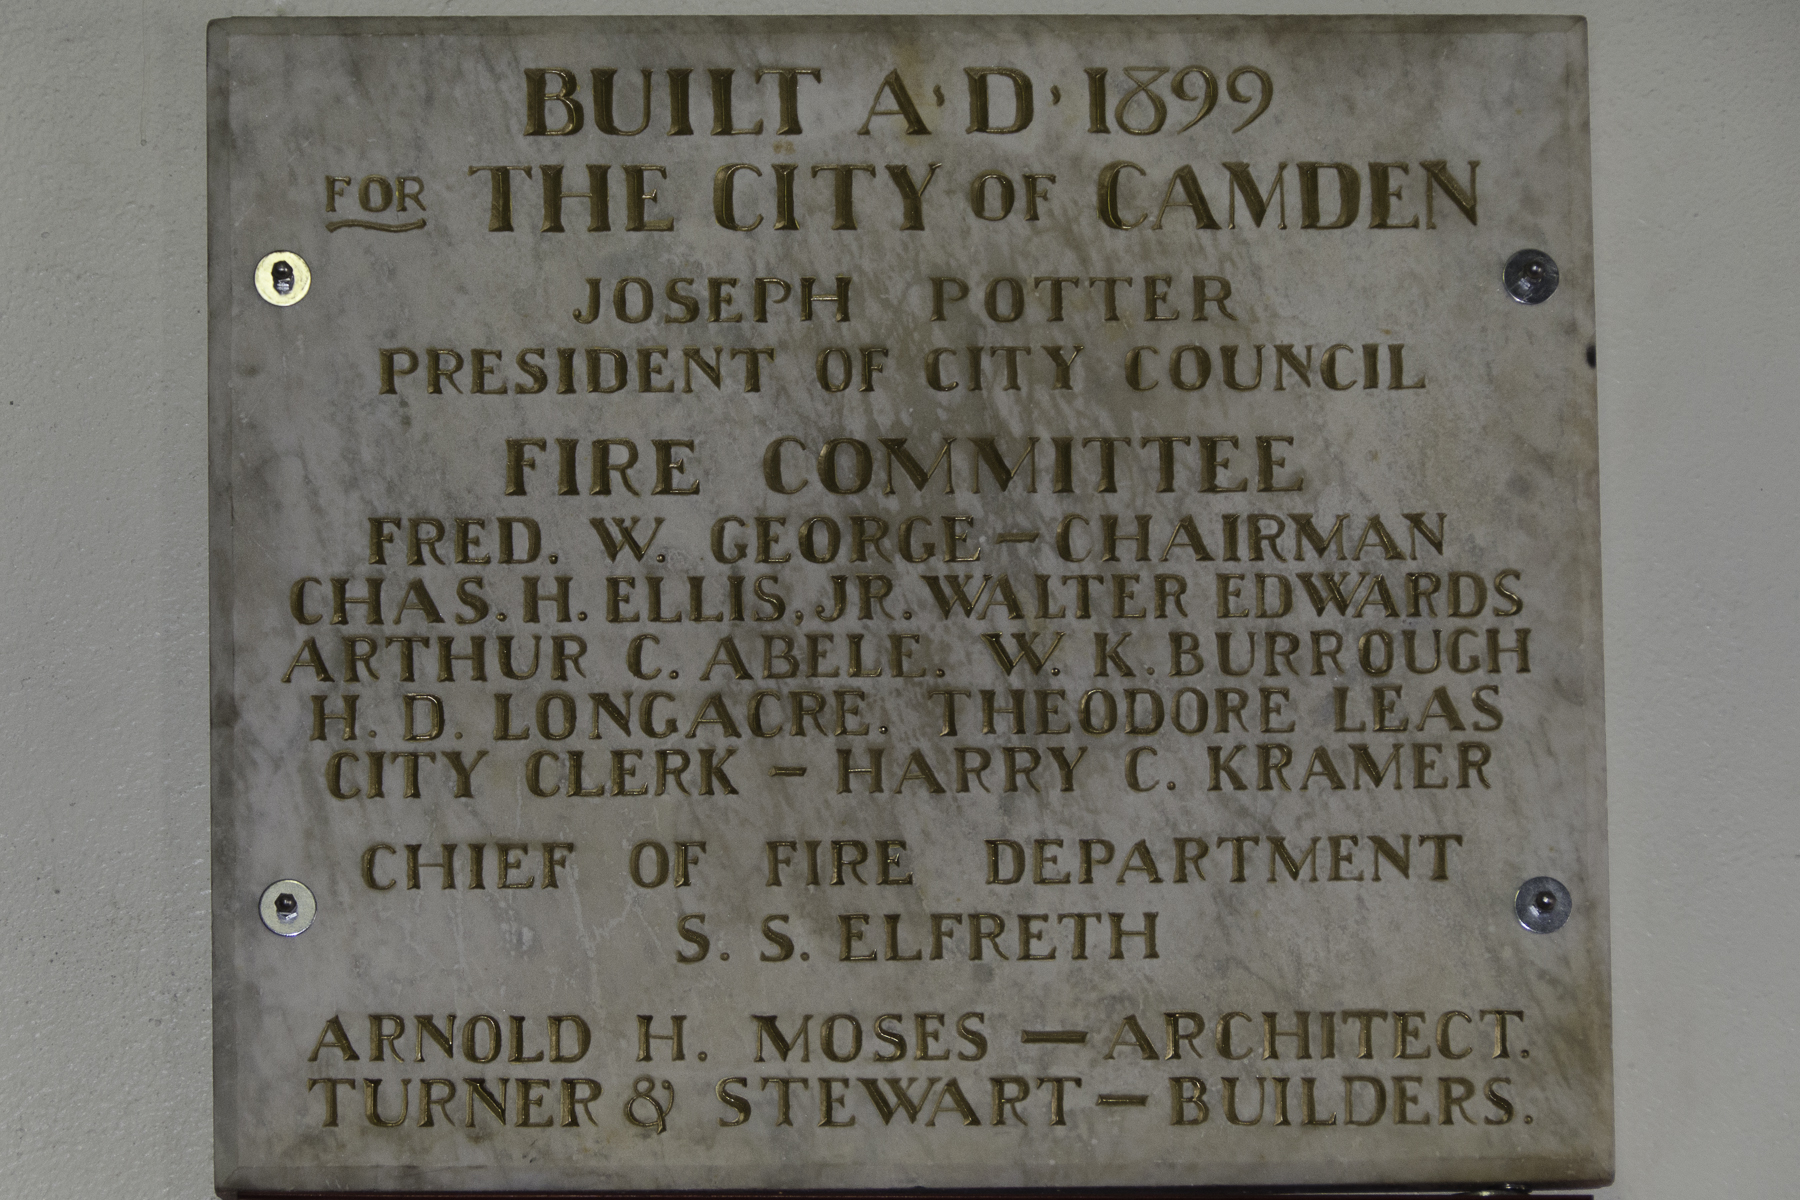 BUILT A·D·1899
FOR THE CITY OF CAMDEN
JOSEPH POTTER
PRESIDENT OF CITY COUNCIL
FIRE COMMITTEE
FRED. W. GEORGE - CHAIRMAN
CHAS. H. ELLIS, JR. WALTER EDWARDS
ARTHUR C. ABELE. W. K. BURROUGH
H. D. LONGACRE. THEODORE LEAS
CITY CLERK - HARRY C. KRAMER
CHIEF OF FIRE DEPARTMENT
S. S. ELFRETH
ARNOLD H. MOSES — ARCHITECT.
TURNER & STEWART - BUILDERS.